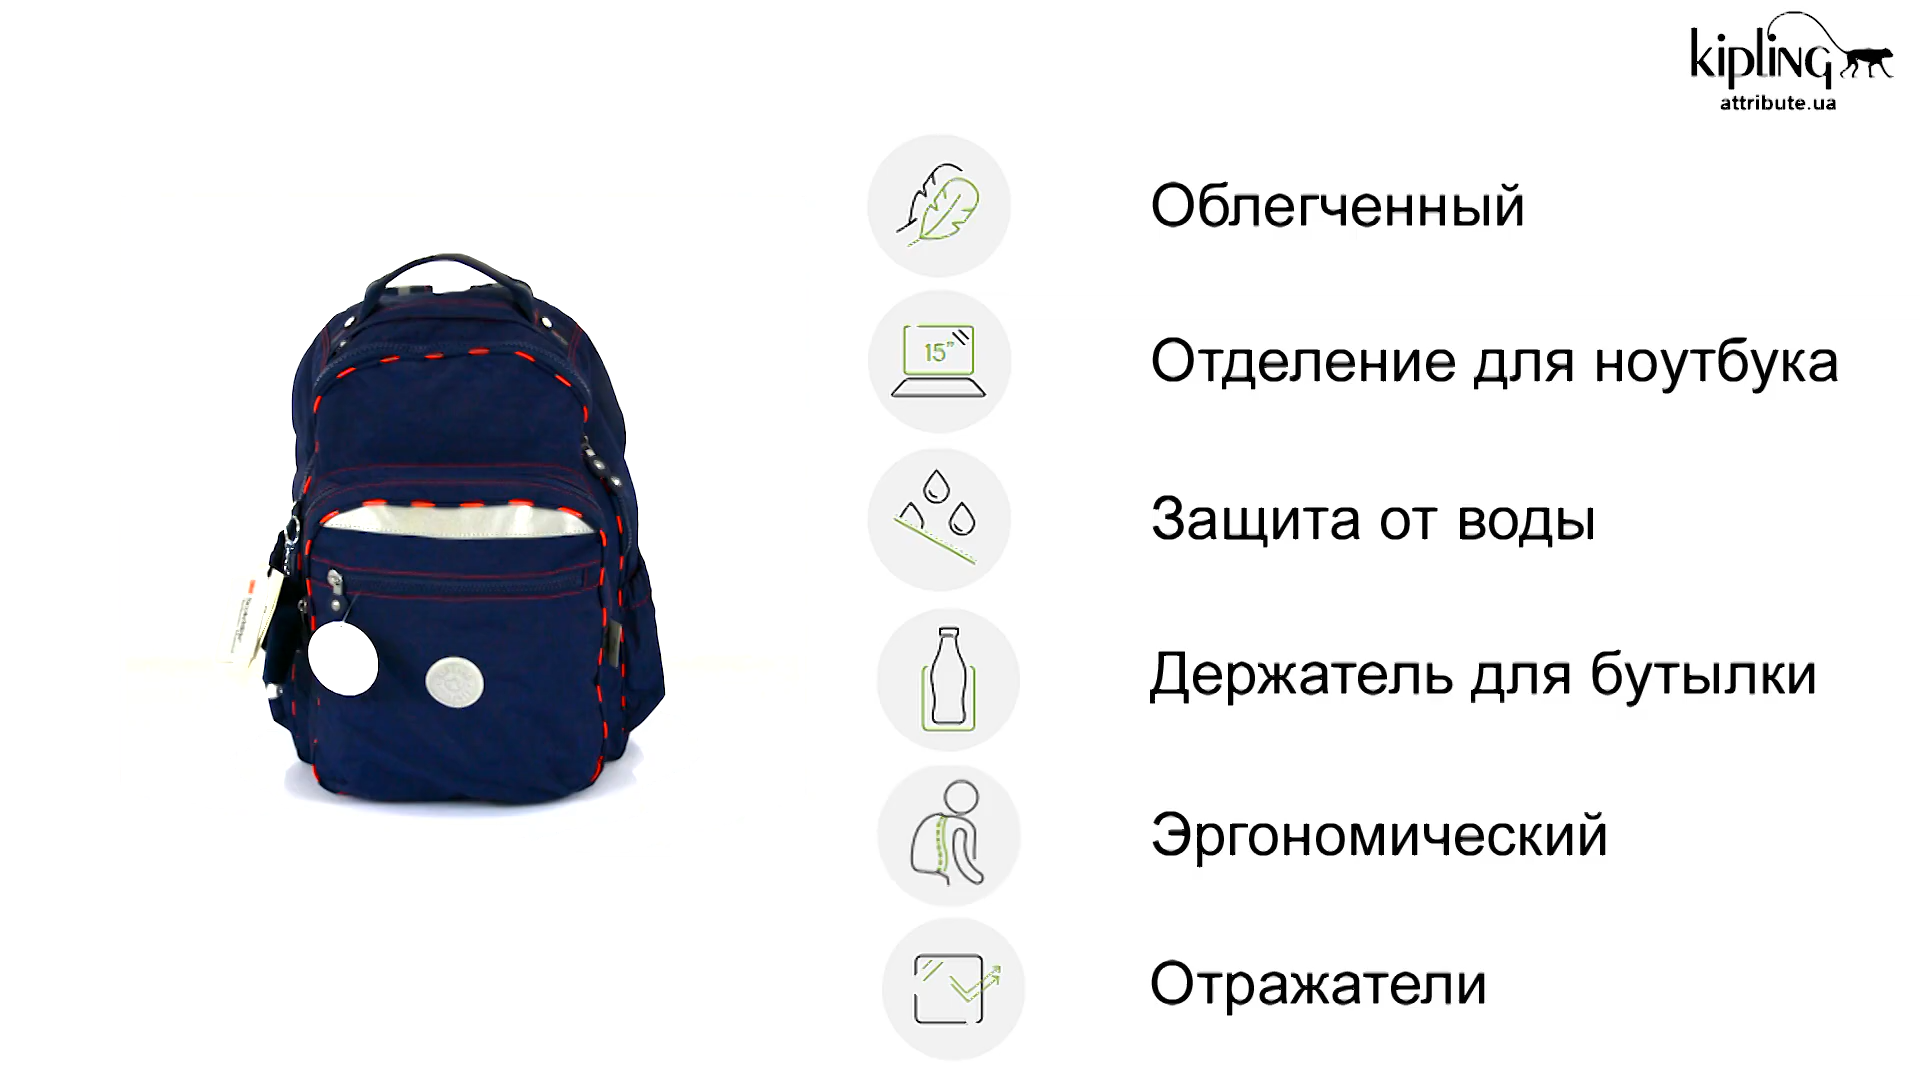 kipling
attribute.ua
Облегченный
15”
Отделение для ноутбука
Защита от воды
Держатель для бутылки
Эргономический
Отражатели